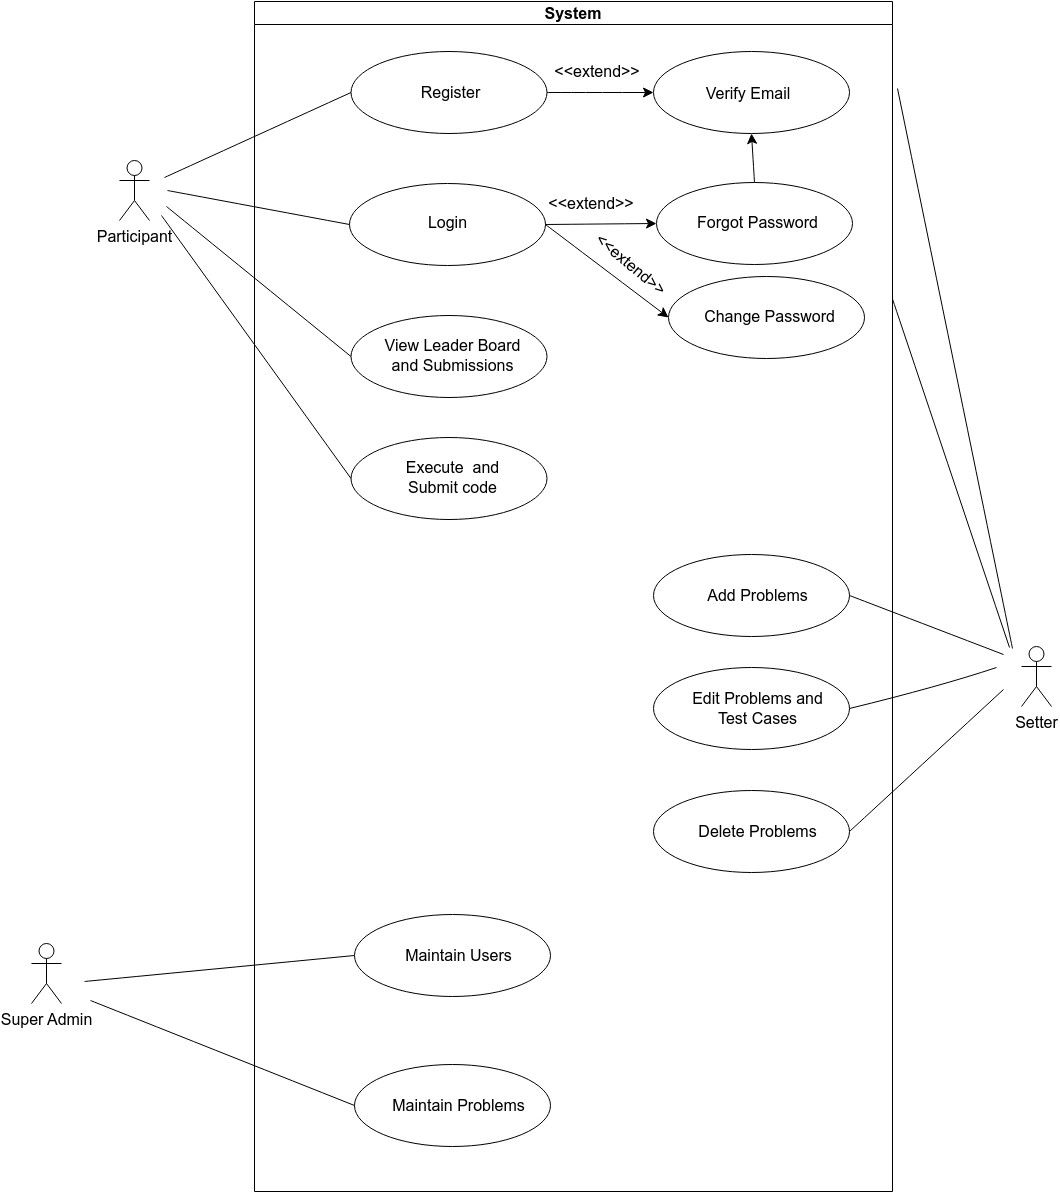 System
Register
<<extend>>
Verify Email
Participant
Login
<<extend>>
Forgot Password
<<extend>>
Change Password
View Leader Board
and Submissions
Execute  and
Submit code
Add Problems
Edit Problems and
Test Cases
Setter
Delete Problems
Super Admin
Maintain Users
Maintain Problems